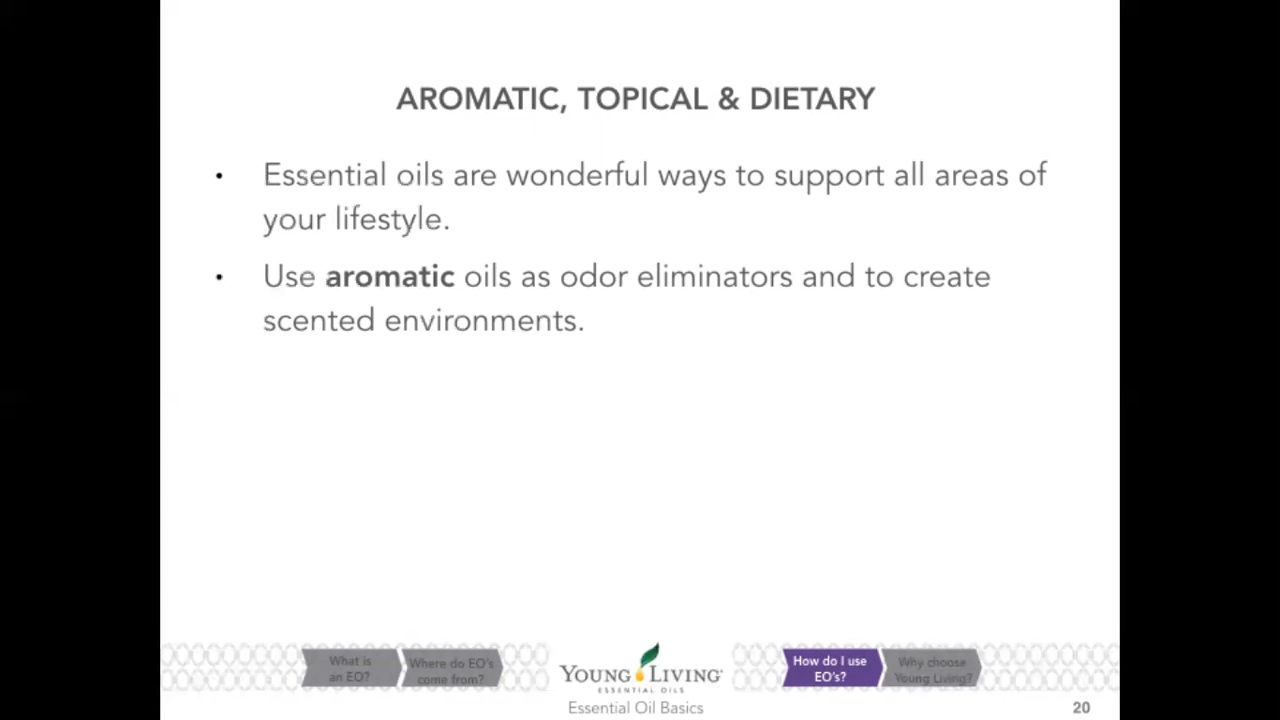 AROMATIC, TOPICAL & DIETARY
• Essential oils are wonderful ways to support all areas of
your lifestyle.
• Use aromatic oils as odor eliminators and to create
scented environments.
What is
an EO?
Where do EO's
come from?
YOUNG LIVING
ESSENTIAL OILS
How do I use
EO's?
Why choose
Young Living?
Essential Oil Basics
20